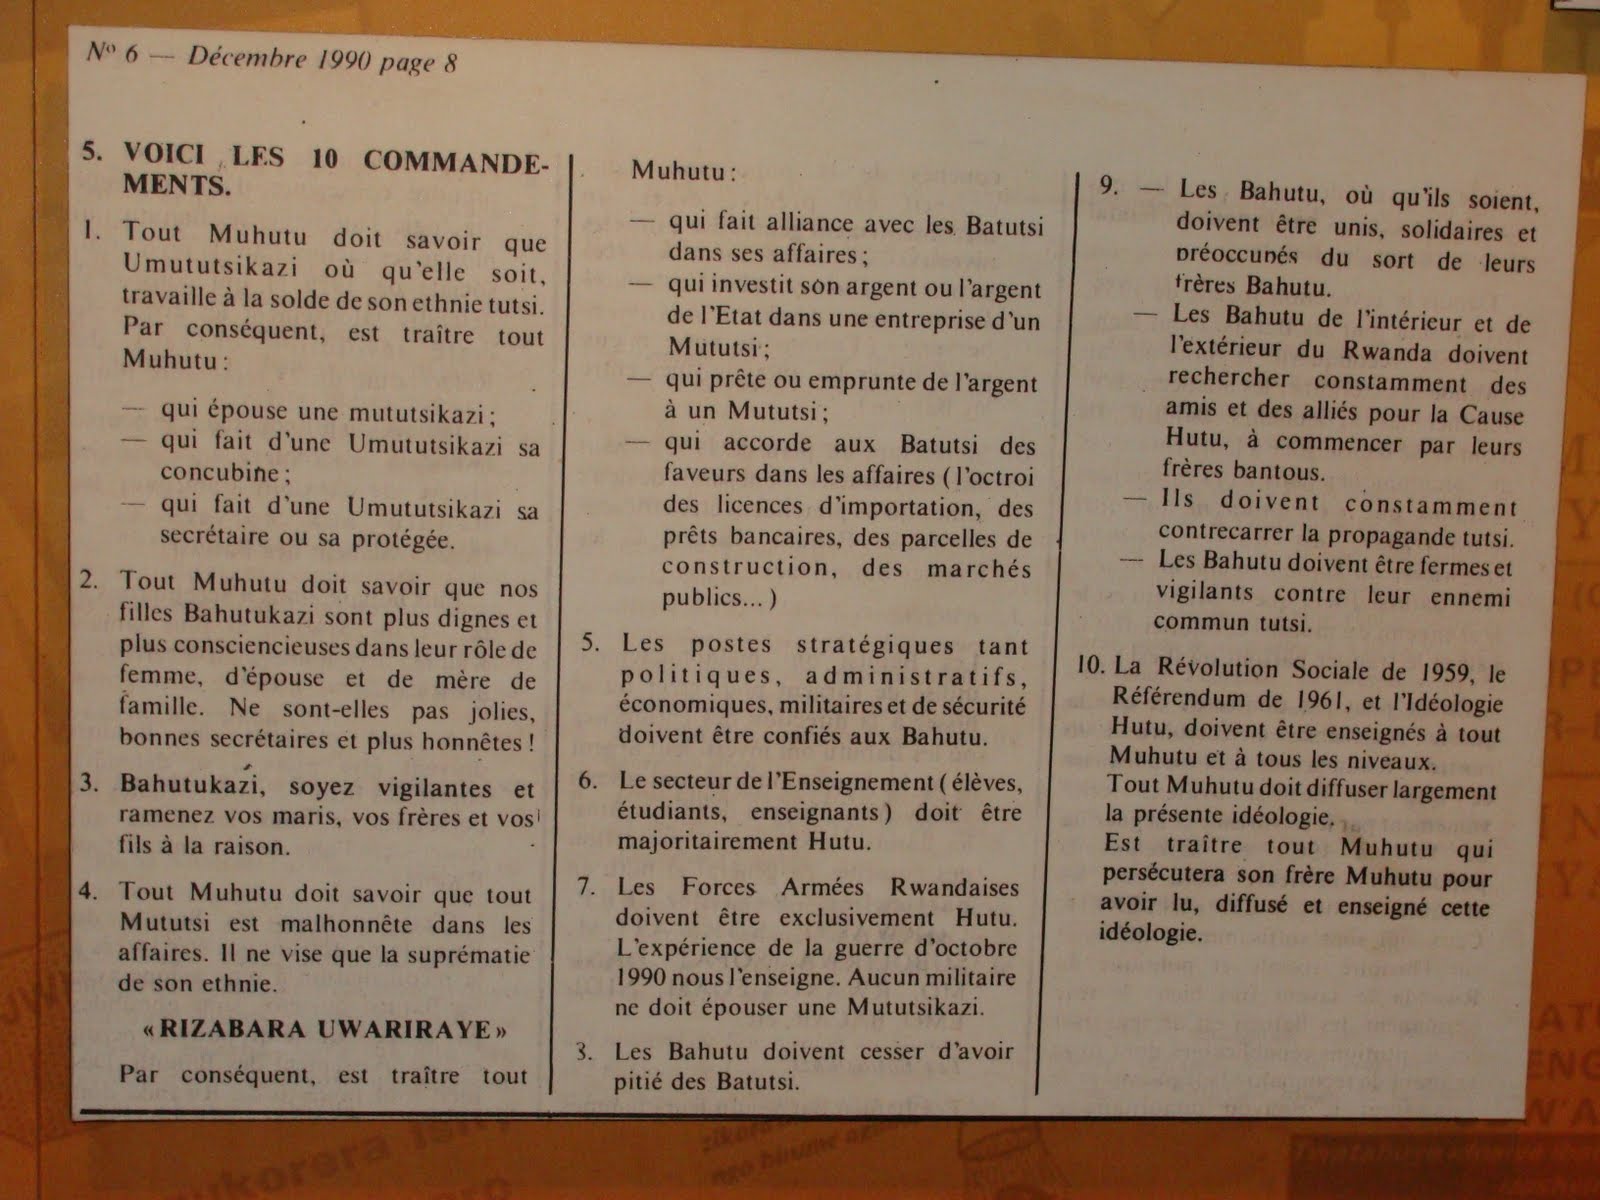 Nº 6 — Décembre 1990 page 8
5. VOICI LES 10 COMMANDE-
MENTS.
1. Tout Muhutu doit savoir que
Umututsikazi où qu'elle soit,
travaille à la solde de son ethnie tutsi.
Par conséquent, est traître tout
Muhutu :
— qui épouse une mututsikazi ;
— qui fait d'une Umututsikazi sa
concubine ;
— qui fait d'une Umututsikazi sa
secrétaire ou sa protégée.
2. Tout Muhutu doit savoir que nos
filles Bahutukazi sont plus dignes et
plus consciencieuses dans leur rôle de
femme, d'épouse et de mère de
famille. Ne sont-elles pas jolies,
bonnes secrétaires et plus honnêtes !
3. Bahutukazi, soyez vigilantes et
ramenez vos maris, vos frères et vos
fils à la raison.
4. Tout Muhutu doit savoir que tout
Mututsi est malhonnête dans les
affaires. Il ne vise que la suprématie
de son ethnie.
« RIZABARA UWARIRAYE »
Par conséquent, est traître tout
Muhutu :
— qui fait alliance avec les Batutsi
dans ses affaires ;
— qui investit son argent ou l'argent
de l'Etat dans une entreprise d'un
Mututsi ;
— qui prête ou emprunte de l'argent
à un Mututsi ;
— qui accorde aux Batutsi des
faveurs dans les affaires ( l'octroi
des licences d'importation, des
prêts bancaires, des parcelles de
construction, des marchés
publics... )
5. Les postes stratégiques tant
politiques, administratifs,
économiques, militaires et de sécurité
doivent être confiés aux Bahutu.
6. Le secteur de l'Enseignement ( élèves,
étudiants, enseignants ) doit être
majoritairement Hutu.
7. Les Forces Armées Rwandaises
doivent être exclusivement Hutu.
L'expérience de la guerre d'octobre
1990 nous l'enseigne. Aucun militaire
ne doit épouser une Mututsikazi.
8. Les Bahutu doivent cesser d'avoir
pitié des Batutsi.
9. — Les Bahutu, où qu'ils soient,
doivent être unis, solidaires et
préoccupés du sort de leurs
frères Bahutu.
— Les Bahutu de l'intérieur et de
l'extérieur du Rwanda doivent
rechercher constamment des
amis et des alliés pour la Cause
Hutu, à commencer par leurs
frères bantous.
— Ils doivent constamment
contrecarrer la propagande tutsi.
— Les Bahutu doivent être fermes et
vigilants contre leur ennemi
commun tutsi.
10. La Révolution Sociale de 1959, le
Référendum de 1961, et l'Idéologie
Hutu, doivent être enseignés à tout
Muhutu et à tous les niveaux.
Tout Muhutu doit diffuser largement
la présente idéologie.
Est traître tout Muhutu qui
persécutera son frère Muhutu pour
avoir lu, diffusé et enseigné cette
idéologie.